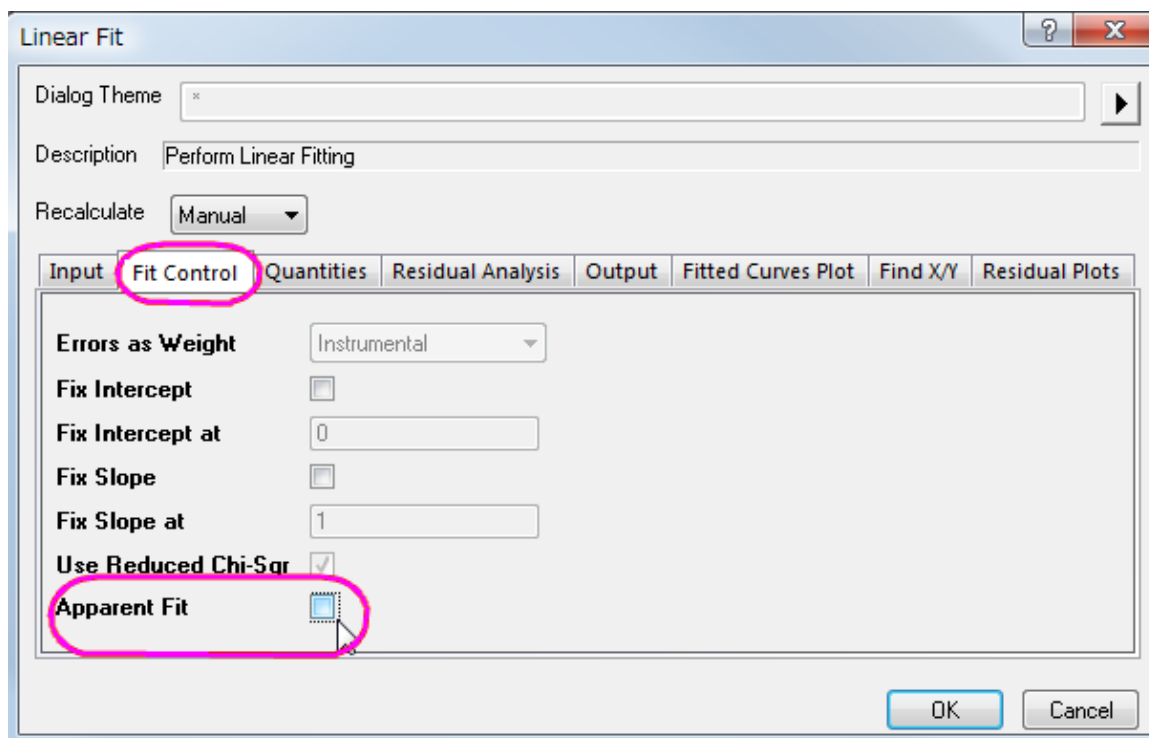 Linear Fit
Dialog Theme *
Description Perform Linear Fitting
Recalculate Manual
Input Fit Control Quantities Residual Analysis Output Fitted Curves Plot Find X/Y Residual Plots
Errors as Weight Instrumental
Fix Intercept
Fix Intercept at 0
Fix Slope
Fix Slope at 1
Use Reduced Chi-Sqr
Apparent Fit
OK Cancel